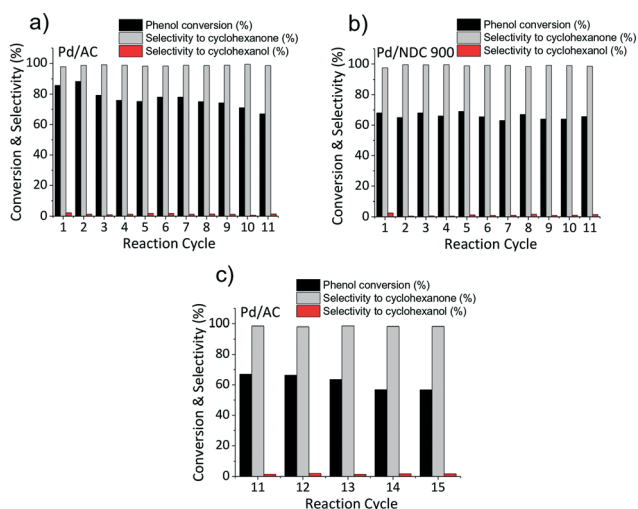 a)
Phenol conversion (%)
Selectivity to cyclohexanone (%)
Selectivity to cyclohexanol (%)
Pd/AC
100
80
60
40
20
0
Conversion & Selectivity (%)
1 2 3 4 5 6 7 8 9 10 11
Reaction Cycle
b)
Phenol conversion (%)
Selectivity to cyclohexanone (%)
Selectivity to cyclohexanol (%)
Pd/NDC 900
100
80
60
40
20
0
Conversion & Selectivity (%)
1 2 3 4 5 6 7 8 9 10 11
Reaction Cycle
c)
Phenol conversion (%)
Selectivity to cyclohexanone (%)
Selectivity to cyclohexanol (%)
Pd/AC
100
80
60
40
20
0
Conversion & Selectivity (%)
11 12 13 14 15
Reaction Cycle